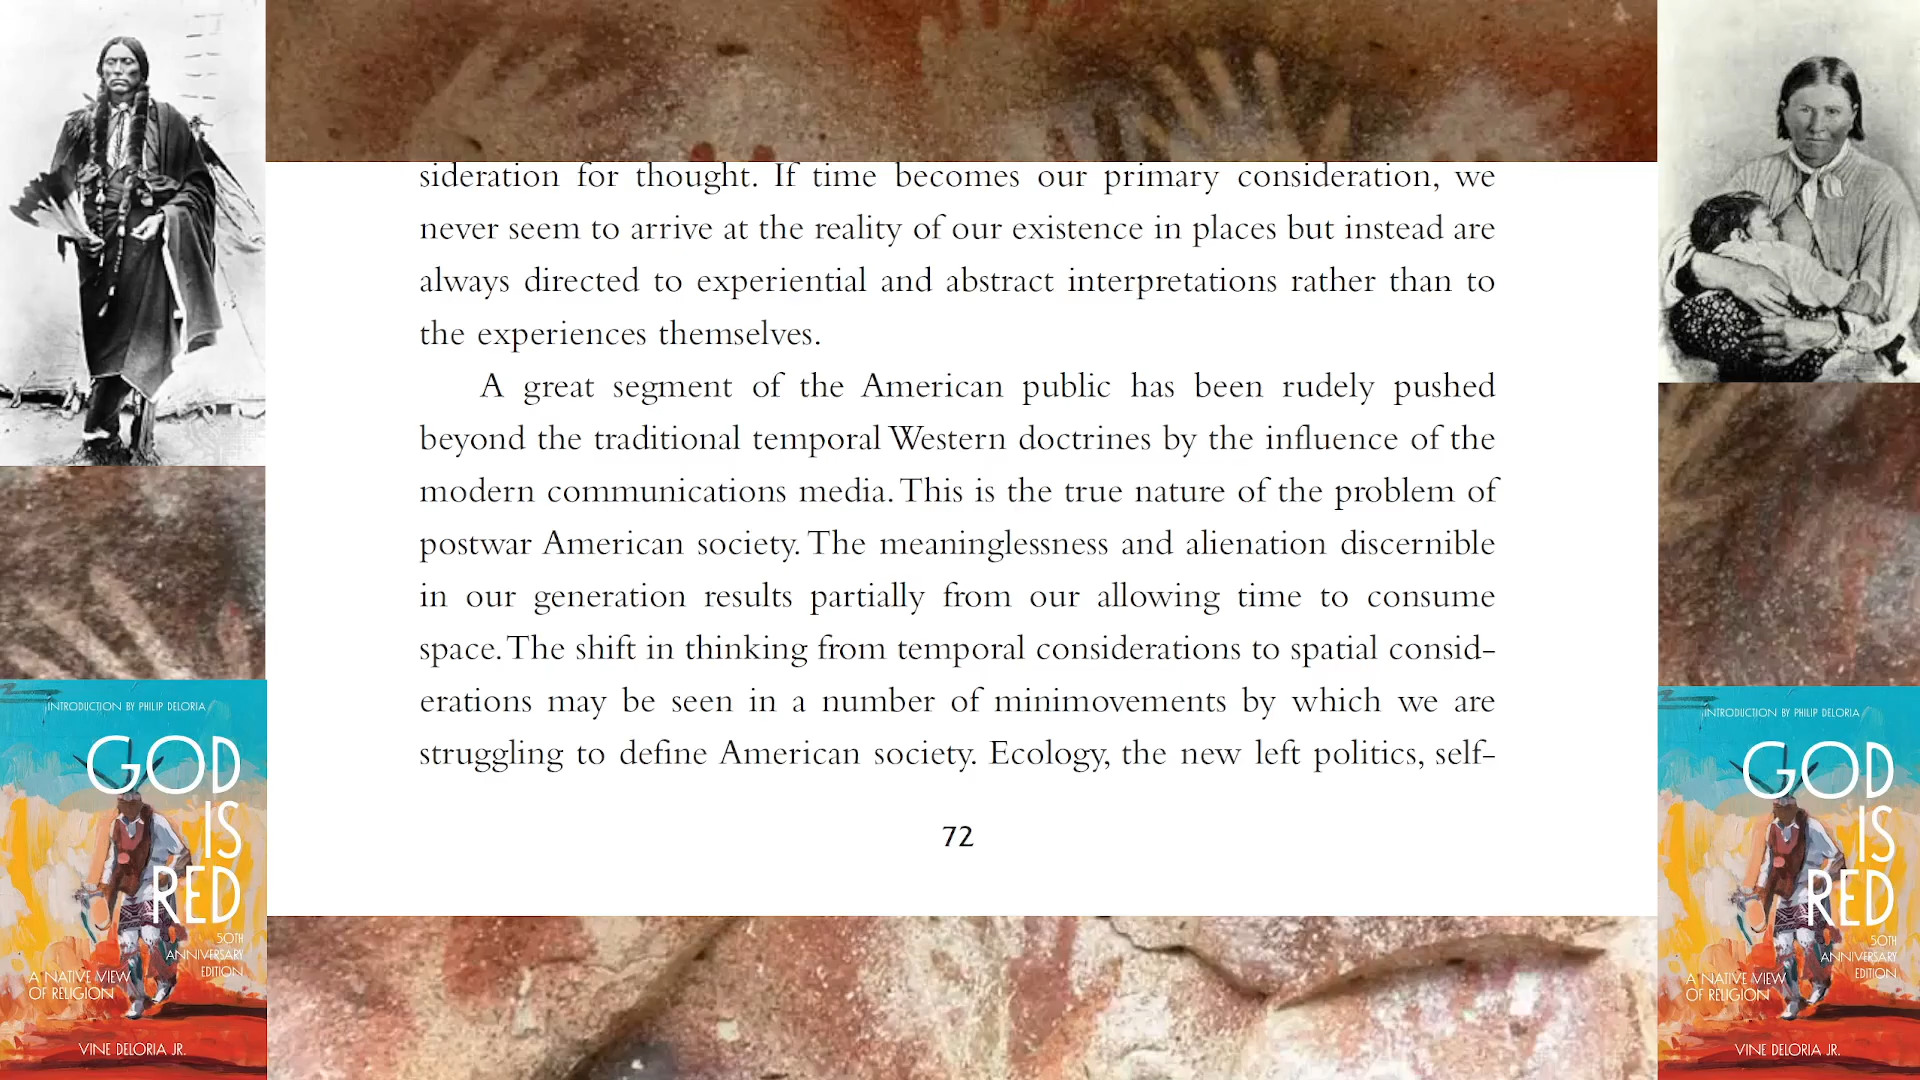 sideration for thought. If time becomes our primary consideration, we
never seem to arrive at the reality of our existence in places but instead are
always directed to experiential and abstract interpretations rather than to
the experiences themselves.
A great segment of the American public has been rudely pushed
beyond the traditional temporal Western doctrines by the influence of the
modern communications media. This is the true nature of the problem of
postwar American society. The meaninglessness and alienation discernible
in our generation results partially from our allowing time to consume
space. The shift in thinking from temporal considerations to spatial consid-
erations may be seen in a number of minimovements by which we are
struggling to define American society. Ecology, the new left politics, self-
72
INTRODUCTION BY PHILIP DELORIA
GOD
IS
RED
50TH
ANNIVERSARY
EDITION
A NATIVE VIEW
OF RELIGION
VINE DELORIA JR.
INTRODUCTION BY PHILIP DELORIA
GOD
IS
RED
50TH
ANNIVERSARY
EDITION
A NATIVE VIEW
OF RELIGION
VINE DELORIA JR.